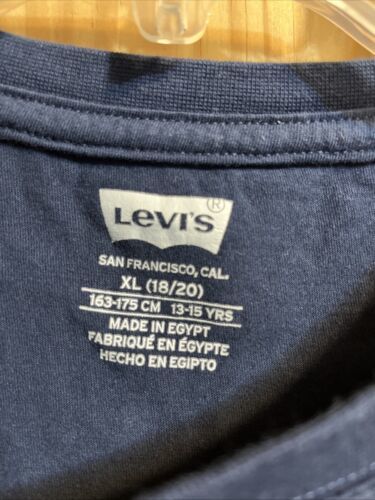 Levi's ®
SAN FRANCISCO, CAL.
XL (18/20)
163-175 CM 13-15 YRS
MADE IN EGYPT
FABRIQUÉ EN ÉGYPTE
HECHO EN EGIPTO